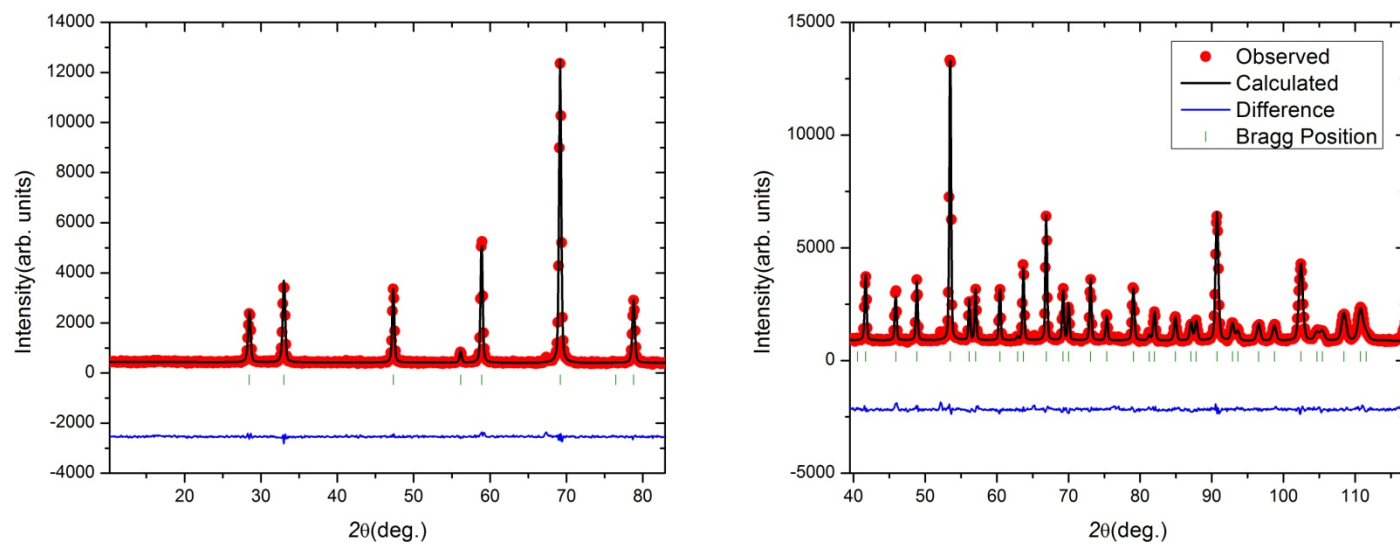 14000
12000
10000
8000
6000
4000
2000
0
-2000
-4000
Intensity(arb. units)
20 30 40 50 60 70 80
2θ(deg.)
15000
10000
5000
0
-5000
Intensity(arb. units)
Observed
Calculated
Difference
Bragg Position
40 50 60 70 80 90 100 110
2θ(deg.)